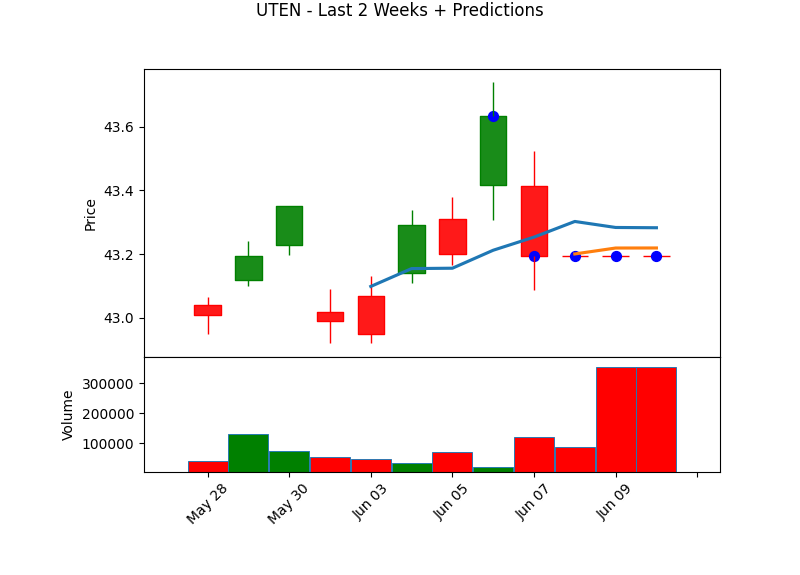 UTEN - Last 2 Weeks + Predictions
Price
43.6
43.4
43.2
43.0
Volume
300000
200000
100000
May 28
May 30
Jun 03
Jun 05
Jun 07
Jun 09